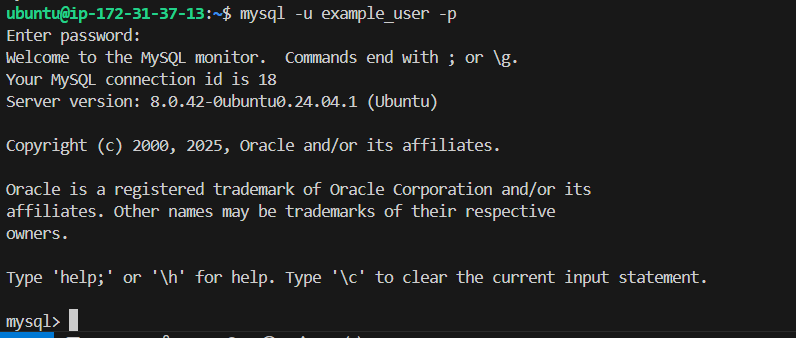 ubuntu@ip-172-31-37-13:~$ mysql -u example_user -p
Enter password:
Welcome to the MySQL monitor.  Commands end with ; or \g.
Your MySQL connection id is 18
Server version: 8.0.42-0ubuntu0.24.04.1 (Ubuntu)
Copyright (c) 2000, 2025, Oracle and/or its affiliates.
Oracle is a registered trademark of Oracle Corporation and/or its
affiliates. Other names may be trademarks of their respective
owners.
Type 'help;' or '\h' for help. Type '\c' to clear the current input statement.
mysql>